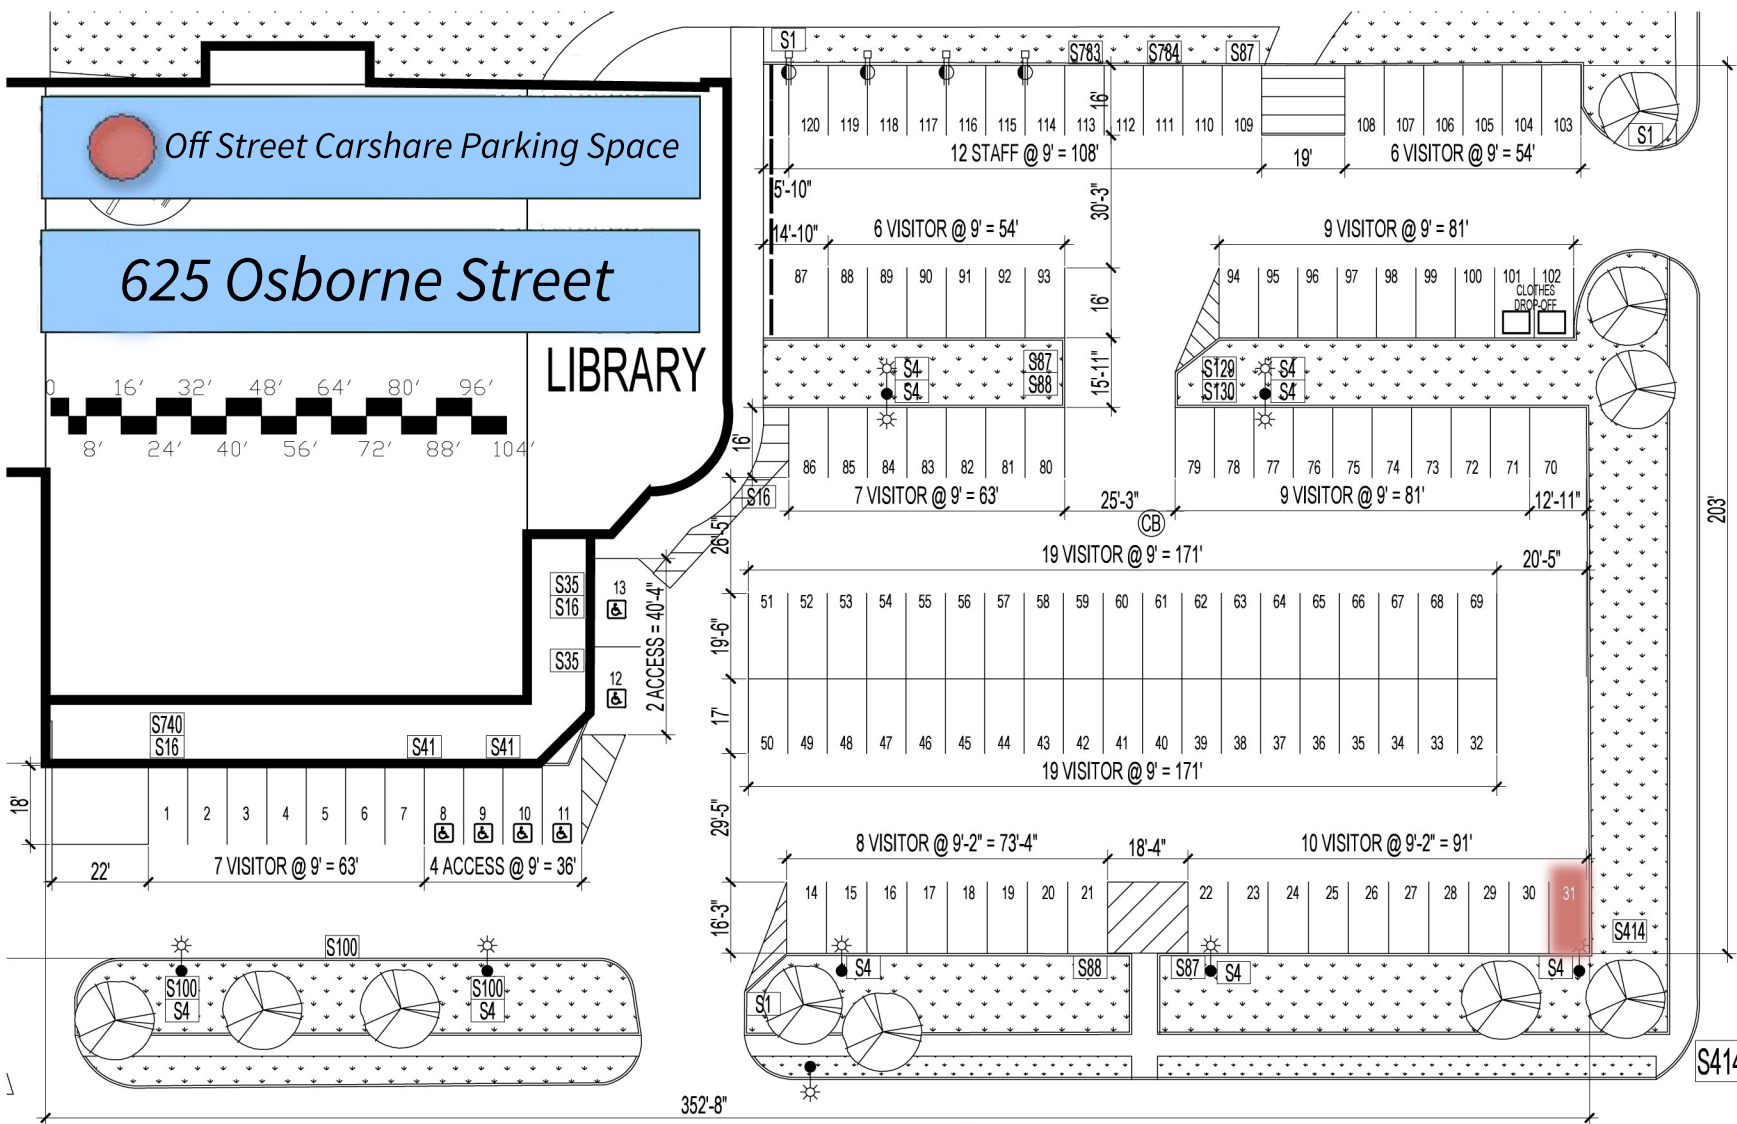 S1
S783
S784
S87
Off Street Carshare Parking Space
16'
120 119 118 117 116 115 114 113 112 111 110 109
108 107 106 105 104 103
S1
12 STAFF @ 9' = 108'
19'
6 VISITOR @ 9' = 54'
5'-10"
30'-3"
14'-10"
6 VISITOR @ 9' = 54'
9 VISITOR @ 9' = 81'
625 Osborne Street
87 88 89 90 91 92 93
94 95 96 97 98 99 100 101 102
CLOTHES
DROP-OFF
16'
LIBRARY
S4
S4
S87
S88
15'-11"
S129
S130
S4
S4
0 16' 32' 48' 64' 80' 96'
8' 24' 40' 56' 72' 88' 104'
16'
86 85 84 83 82 81 80
79 78 77 76 75 74 73 72 71 70
S16
7 VISITOR @ 9' = 63'
25'-3"
9 VISITOR @ 9' = 81'
12'-11"
203'
CB
26'-5"
19 VISITOR @ 9' = 171'
20'-5"
S35
S16
13
2 ACCESS = 40'-4"
51 52 53 54 55 56 57 58 59 60 61 62 63 64 65 66 67 68 69
19'-6"
S35
12
17'
S740
S16
S41
S41
50 49 48 47 46 45 44 43 42 41 40 39 38 37 36 35 34 33 32
19 VISITOR @ 9' = 171'
18'
1 2 3 4 5 6 7 8 9 10 11
29'-5"
22'
7 VISITOR @ 9' = 63'
4 ACCESS @ 9' = 36'
8 VISITOR @ 9'-2" = 73'-4"
18'-4"
10 VISITOR @ 9'-2" = 91'
14 15 16 17 18 19 20 21
22 23 24 25 26 27 28 29 30 31
16'-3"
S100
S414
S100
S4
S100
S4
S4
S88
S87
S4
S4
S1
S414
352'-8"